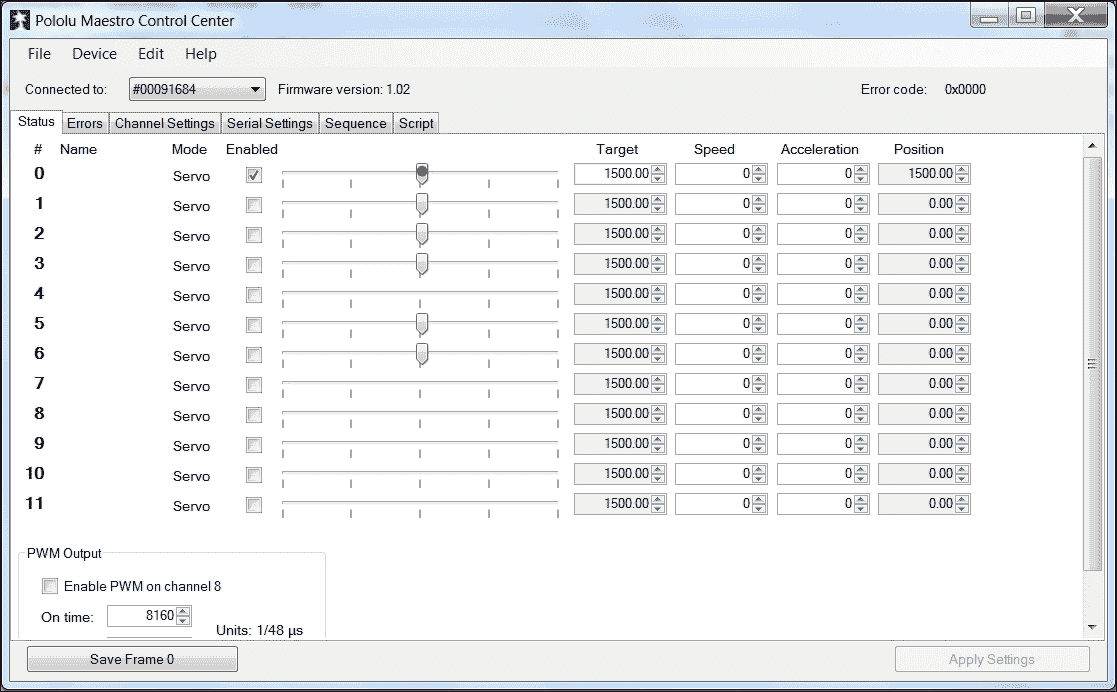 Pololu Maestro Control Center
File Device Edit Help
Connected to: #00091684 Firmware version: 1.02 Error code: 0x0000
Status Errors Channel Settings Serial Settings Sequence Script
# Name Mode Enabled Target Speed Acceleration Position
0 Servo 1500.00 0 0 1500.00
1 Servo 1500.00 0 0 0.00
2 Servo 1500.00 0 0 0.00
3 Servo 1500.00 0 0 0.00
4 Servo 1500.00 0 0 0.00
5 Servo 1500.00 0 0 0.00
6 Servo 1500.00 0 0 0.00
7 Servo 1500.00 0 0 0.00
8 Servo 1500.00 0 0 0.00
9 Servo 1500.00 0 0 0.00
10 Servo 1500.00 0 0 0.00
11 Servo 1500.00 0 0 0.00
PWM Output
Enable PWM on channel 8
On time: 8160
Units: 1/48 µs
Save Frame 0 Apply Settings